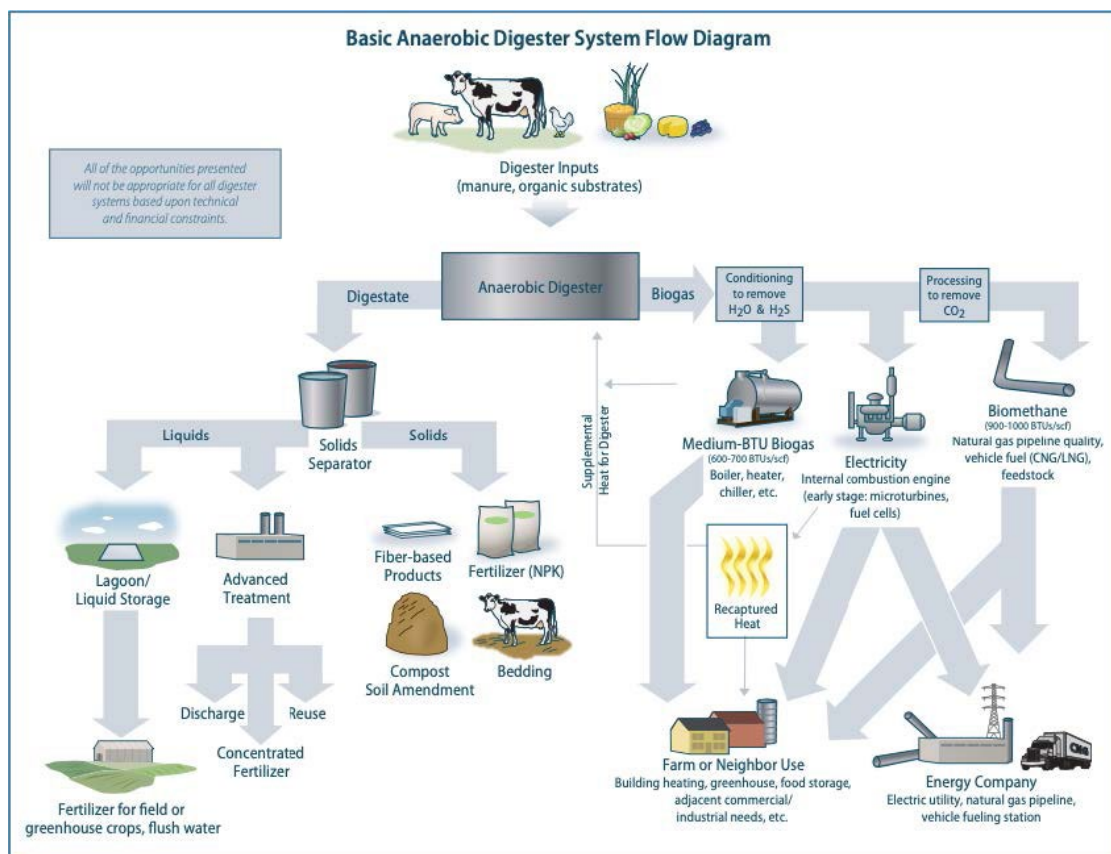 Basic Anaerobic Digester System Flow Diagram
Digester Inputs
(manure, organic substrates)
All of the opportunities presented
will not be appropriate for all digester
systems based upon technical
and financial constraints.
Digestate
Anaerobic Digester
Biogas
Conditioning
to remove
H₂O & H₂S
Processing
to remove
CO₂
Liquids
Solids
Separator
Solids
Supplemental
Heat for Digester
Medium-BTU Biogas
(600-700 BTUs/scf)
Boiler, heater,
chiller, etc.
Electricity
Internal combustion engine
(early stage: microturbines,
fuel cells)
Biomethane
(900-1000 BTUs/scf)
Natural gas pipeline quality,
vehicle fuel (CNG/LNG),
feedstock
Lagoon/
Liquid Storage
Advanced
Treatment
Fiber-based
Products
Fertilizer (NPK)
Compost
Soil Amendment
Bedding
Recaptured
Heat
Discharge
Reuse
Concentrated
Fertilizer
Fertilizer for field or
greenhouse crops, flush water
Farm or Neighbor Use
Building heating, greenhouse, food storage,
adjacent commercial/
industrial needs, etc.
CNG
Energy Company
Electric utility, natural gas pipeline,
vehicle fueling station